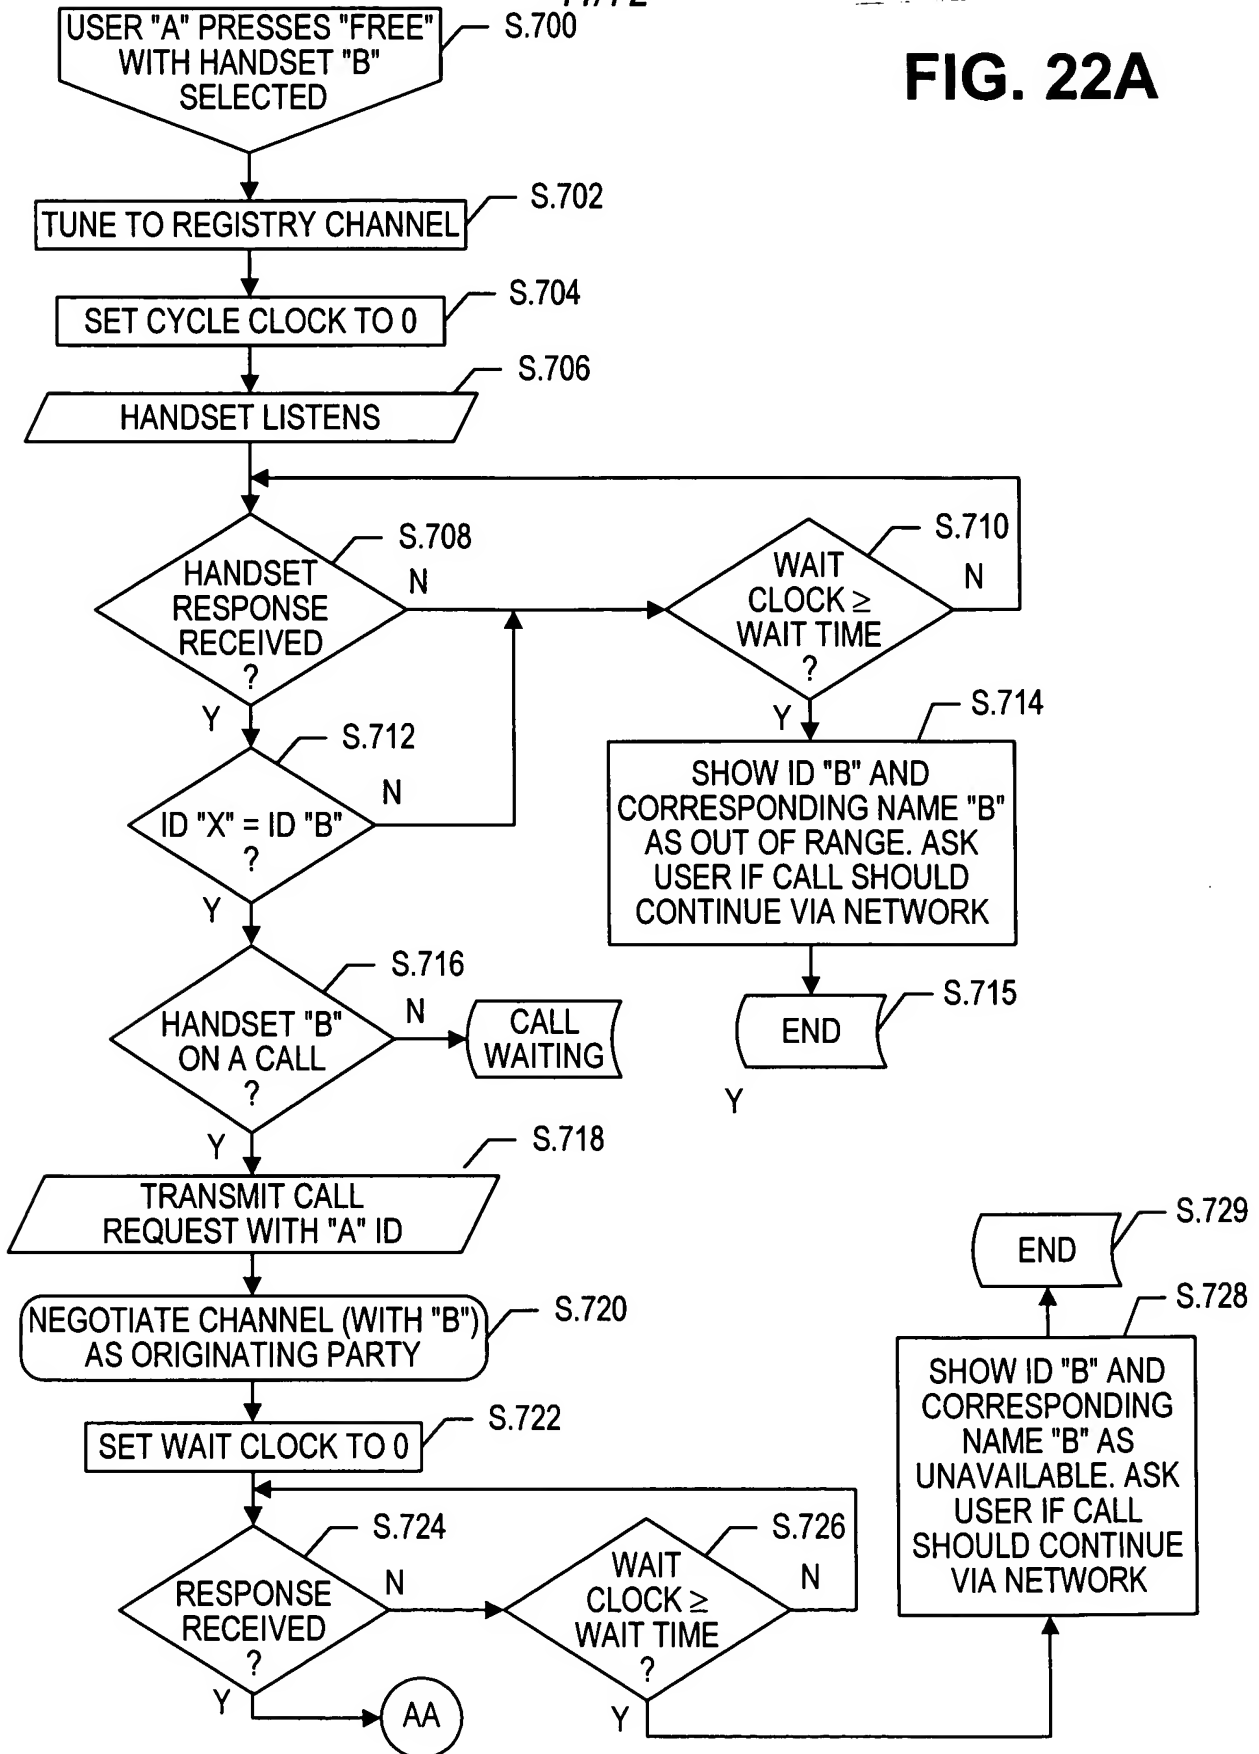 USER "A" PRESSES "FREE"
WITH HANDSET "B"
SELECTED
S.700
FIG. 22A
TUNE TO REGISTRY CHANNEL
S.702
SET CYCLE CLOCK TO 0
S.704
HANDSET LISTENS
S.706
HANDSET
RESPONSE
RECEIVED
?
S.708
N
Y
WAIT
CLOCK ≥
WAIT TIME
?
S.710
N
Y
ID "X" = ID "B"
?
S.712
N
Y
SHOW ID "B" AND
CORRESPONDING NAME "B"
AS OUT OF RANGE. ASK
USER IF CALL SHOULD
CONTINUE VIA NETWORK
S.714
END
S.715
Y
HANDSET "B"
ON A CALL
?
S.716
N
Y
CALL
WAITING
TRANSMIT CALL
REQUEST WITH "A" ID
S.718
NEGOTIATE CHANNEL (WITH "B")
AS ORIGINATING PARTY
S.720
SET WAIT CLOCK TO 0
S.722
RESPONSE
RECEIVED
?
S.724
N
Y
AA
WAIT
CLOCK ≥
WAIT TIME
?
S.726
N
Y
END
S.729
SHOW ID "B" AND
CORRESPONDING
NAME "B" AS
UNAVAILABLE. ASK
USER IF CALL
SHOULD CONTINUE
VIA NETWORK
S.728